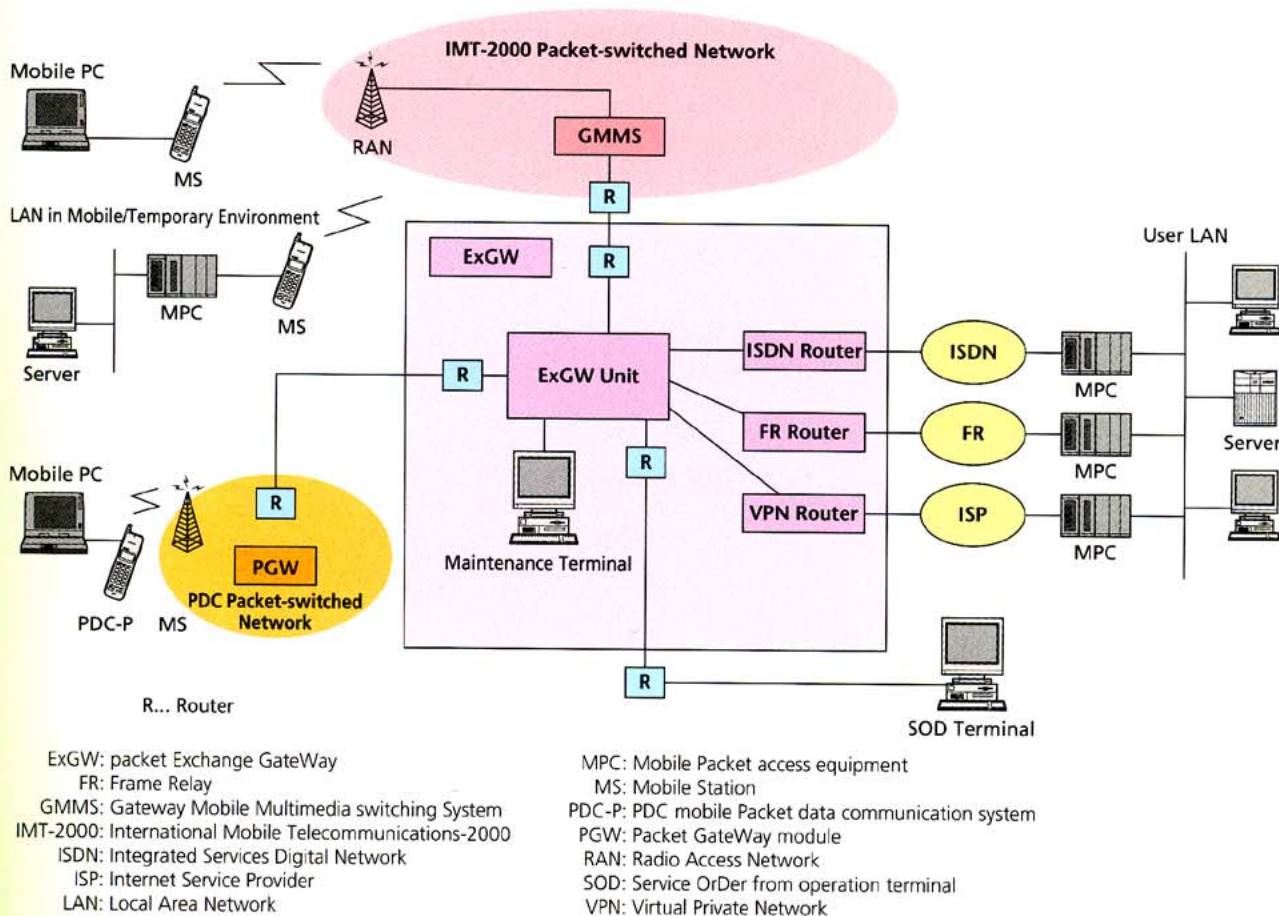 IMT-2000 Packet-switched Network
Mobile PC
MS
RAN
GMMS
R
LAN in Mobile/Temporary Environment
MPC
MS
Server
ExGW
R
User LAN
ISDN Router
ISDN
MPC
R
ExGW Unit
FR Router
FR
MPC
Server
R
Mobile PC
R
VPN Router
ISP
MPC
Maintenance Terminal
PGW
PDC Packet-switched
Network
PDC-P
MS
R
SOD Terminal
R... Router
ExGW: packet Exchange GateWay
FR: Frame Relay
GMMS: Gateway Mobile Multimedia switching System
IMT-2000: International Mobile Telecommunications-2000
ISDN: Integrated Services Digital Network
ISP: Internet Service Provider
LAN: Local Area Network
MPC: Mobile Packet access equipment
MS: Mobile Station
PDC-P: PDC mobile Packet data communication system
PGW: Packet GateWay module
RAN: Radio Access Network
SOD: Service OrDer from operation terminal
VPN: Virtual Private Network